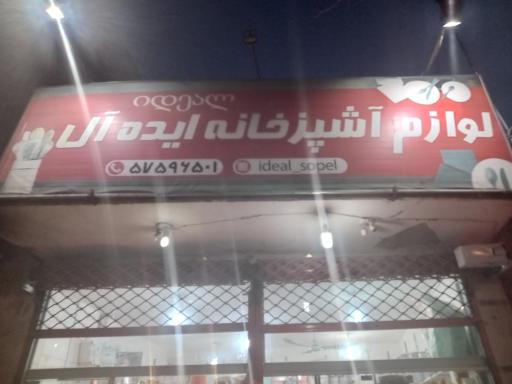 იდეალ
لوازم آشپزخانه ایده آل
۵۷۵۹۶۵۰۱ ideal_sopel